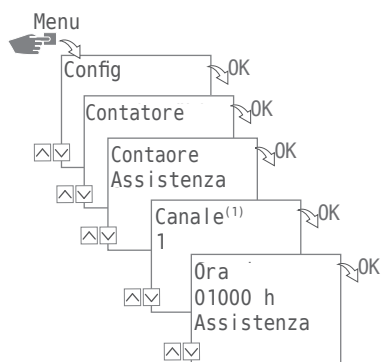 Menu
Config
OK
Contatore
OK
Contaore
Assistenza
OK
Canale(1)
1
OK
Ora
01000 h
Assistenza
OK